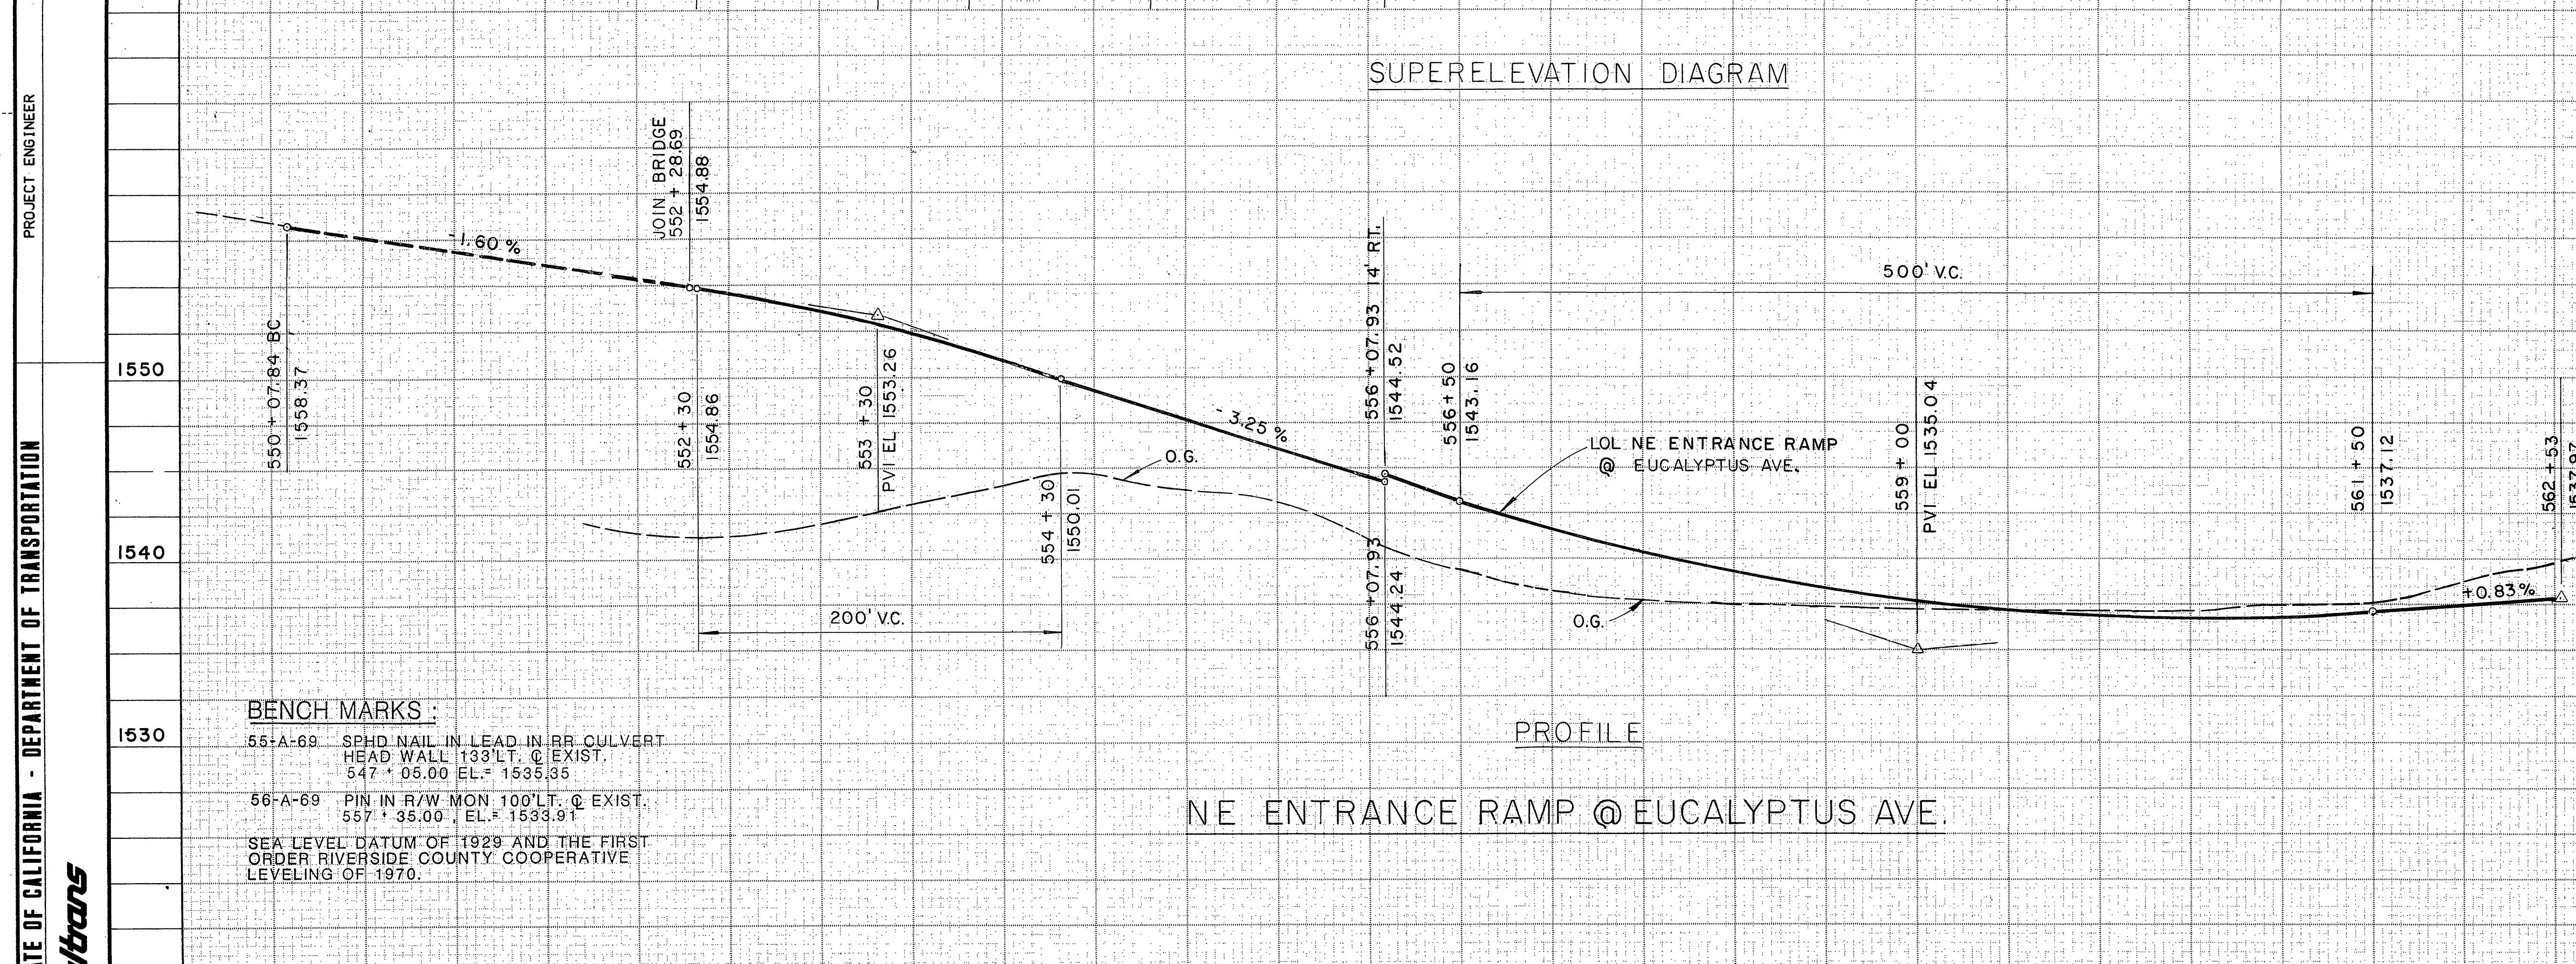 SUPERELEVATION DIAGRAM
PROJECT ENGINEER
STATE OF CALIFORNIA - DEPARTMENT OF TRANSPORTATION
1550
1540
1530
550 + 07.84 BC
1558.37
-1.60 %
JOIN BRIDGE
552 + 28.69
1554.88
552 + 30
1554.86
553 + 30
PVI EL 1553.26
554 + 30
1550.01
200' V.C.
O.G.
-3.25 %
556 + 07.93 14' RT.
1544.52
556 + 07.93
1544.24
556 + 50
1543.16
500' V.C.
LOL NE ENTRANCE RAMP
@ EUCALYPTUS AVE.
O.G.
559 + 00
PVI EL 1535.04
561 + 50
1537.12
562 + 53
1537.97
+0.83%
BENCH MARKS :
55-A-69 SPHD NAIL IN LEAD IN RR CULVERT
HEAD WALL 133'LT. ℄ EXIST.
547 + 05.00 EL.= 1535.35
56-A-69 PIN IN R/W MON 100'LT. ℄ EXIST.
557 + 35.00 , EL.= 1533.91
SEA LEVEL DATUM OF 1929 AND THE FIRST
ORDER RIVERSIDE COUNTY COOPERATIVE
LEVELING OF 1970.
PROFILE
NE ENTRANCE RAMP @ EUCALYPTUS AVE.